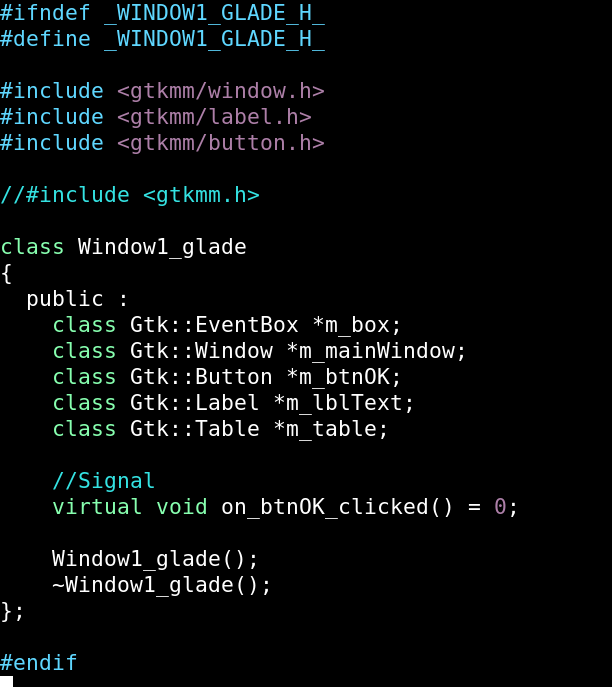 #ifndef _WINDOW1_GLADE_H_
#define _WINDOW1_GLADE_H_
#include <gtkmm/window.h>
#include <gtkmm/label.h>
#include <gtkmm/button.h>
//#include <gtkmm.h>
class Window1_glade
{
  public :
    class Gtk::EventBox *m_box;
    class Gtk::Window *m_mainWindow;
    class Gtk::Button *m_btnOK;
    class Gtk::Label *m_lblText;
    class Gtk::Table *m_table;
    //Signal
    virtual void on_btnOK_clicked() = 0;
    Window1_glade();
    ~Window1_glade();
};
#endif